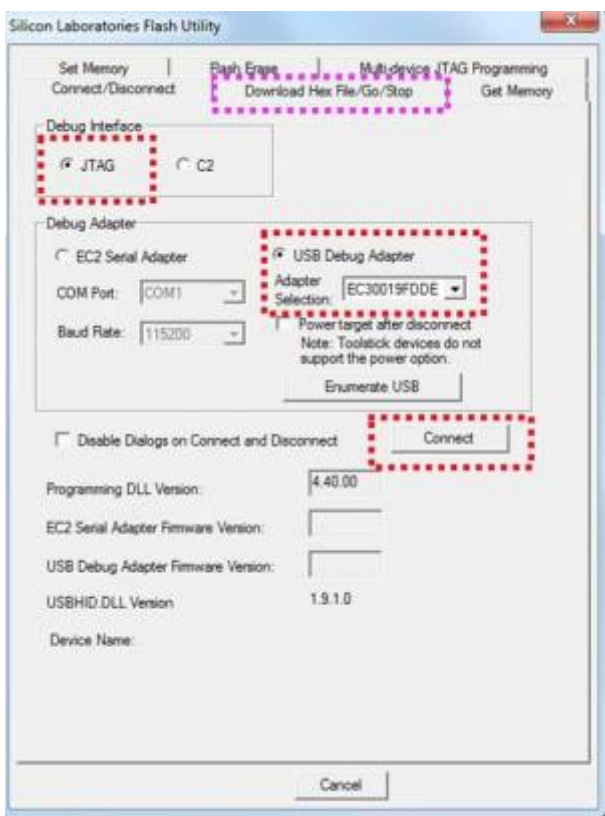 Silicon Laboratories Flash Utility
Set Memory Flash Erase Multi-device JTAG Programming
Connect/Disconnect Download Hex File/Go/Stop Get Memory
Debug Interface
JTAG C2
Debug Adapter
EC2 Serial Adapter USB Debug Adapter
COM Port: COM1 Adapter Selection: EC30019FDDE
Baud Rate: 115200 Power target after disconnect
Note: Toolstick devices do not
support the power option.
Enumerate USB
Disable Dialogs on Connect and Disconnect Connect
Programming DLL Version: 4.40.00
EC2 Serial Adapter Firmware Version:
USB Debug Adapter Firmware Version:
USBHID.DLL Version 1.9.1.0
Device Name:
Cancel